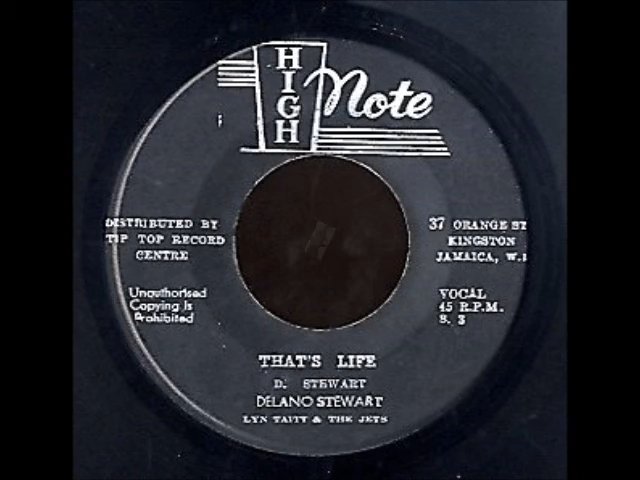 HIGH Note
DISTRIBUTED BY
TIP TOP RECORD
CENTRE
Unauthorised
Copying Is
Prohibited
37 ORANGE ST
KINGSTON
JAMAICA, W.I
VOCAL
45 R.P.M.
S. 3
THAT'S LIFE
D. STEWART
DELANO STEWART
LYN TAITT & THE JETS